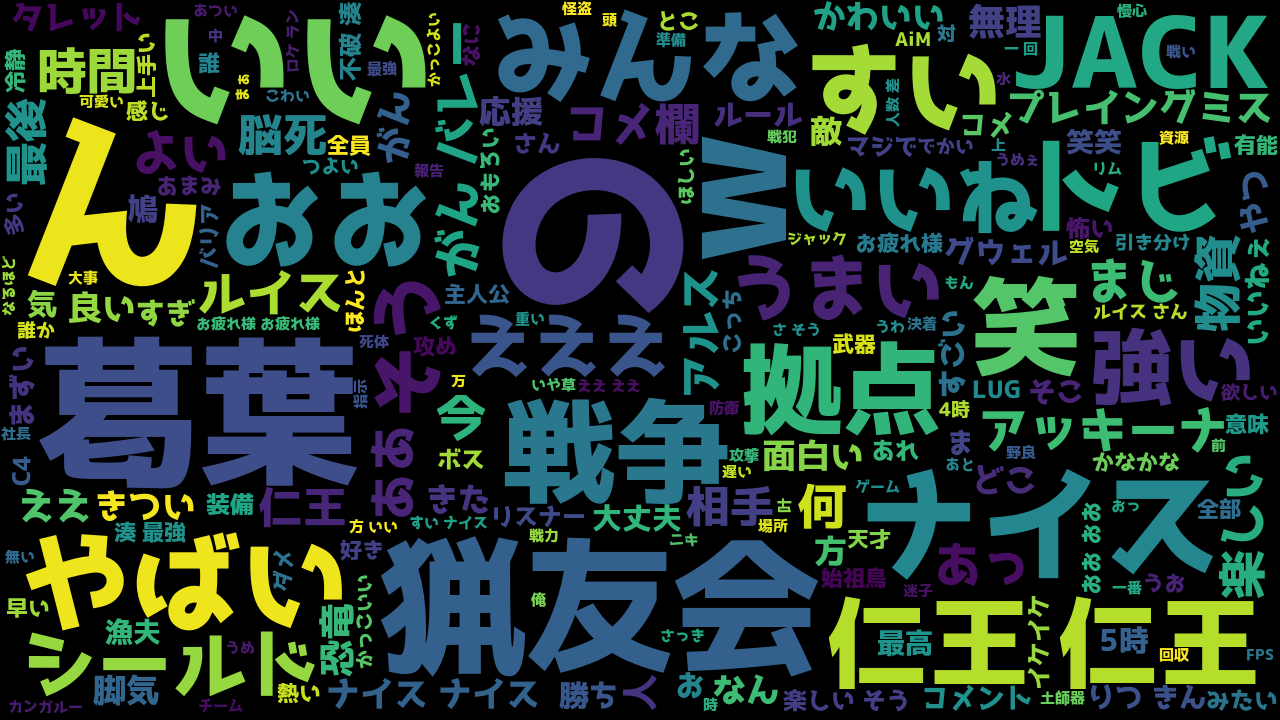 タレット
あつい
いい
ロケラン
不破 湊
かっこよい
なに
怪盗
頭
とこ
準備
みんな
かわいい
AiM
対
無理
慢心
一回
JACK
戦い
冷静
時間
上手い
中
誰
最強
まぁ
こわい
可愛い
感じ
最後
脳死
全員
がん
バレー
応援
コメ欄
ルール
さん
戦犯
すい
敵
人数 差
水
プレイングミス
コメ
上
うめぇ
笑笑
資源
有能
マジででかい
リム
やつ
よい
つよい
報告
おもろい
ほしい
おまみ
鳩
多い
ん
バリア
おお
がん
の
W
いいね
トビ
怖い
引き分け
空気
ジャック
お疲れ様
グウェル
なるほど
大事
気
良い
すぎ
ルイス
ほんと
そう
主人公
アルス
こっち
うまい
もん
笑
まじ
物資
いいねぇ
ルイス さん
誰か
お疲れ様 お疲れ様
くず
重い
えええ
さ そう
うわ
決着
武器
すごい
強い
死体
攻め
万
いや草
ええ ええ
拠点
LUG
そこ
欲しい
葛葉
まずい
指示
今
防衛
4時
社長
戦争
アッキーナ
意味
前
ああ
ボス
攻撃
面白い
あれ
ま
野良
かなかな
遅い
あと
C4
ええ
きつい
装備
仁王
きた
リスナー
大丈夫
相手
古
何
ゲーム
どこ
ナイス
おっ
全部
湊 最強
方 いい
すい ナイス
戦力
ニキ
場所
方
天才
ああ ああ
楽しい
無い
やばい
ダメ
好き
猟友会
あっ
始祖鳥
迷子
一番
うお
早い
漁夫
恐竜
かっこいい
俺
さっき
仁王 仁王
最高
イケイケ
5時
回収
FPS
シールド
うめ
脚気
熱い
カンガルー
チーム
ナイス ナイス
勝ち
人
お
時
なん
楽しい そう
コメント
土師器
りつ きん
みたい